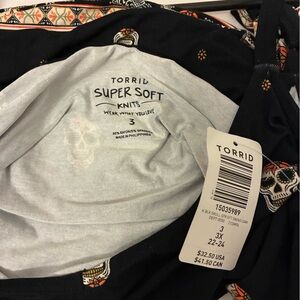 TORRID
SUPER SOFT
KNITS
WEAR WHAT YOU LOVE
3
MADE IN PHILIPPINES
TORRID
15035989
3
3X
22-24
$32.50 USA
$41.50 CAN